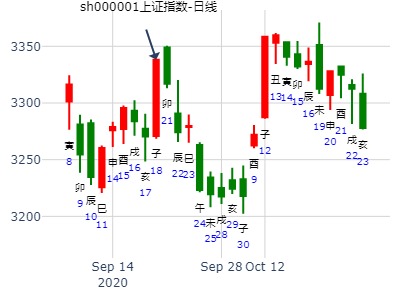 sh000001上证指数-日线
3350
3300
3250
3200
寅
8
卯
9
辰
10
巳
11
申
14
酉
15
戌
16
亥
17
子
18
卯
21
辰
22
巳
23
午
24
未
25
戌
28
亥
29
子
30
酉
9
子
12
丑
13
寅
14
卯
15
辰
16
未
19
申
20
酉
21
戌
22
亥
23
Sep 14
2020
Sep 28
Oct 12